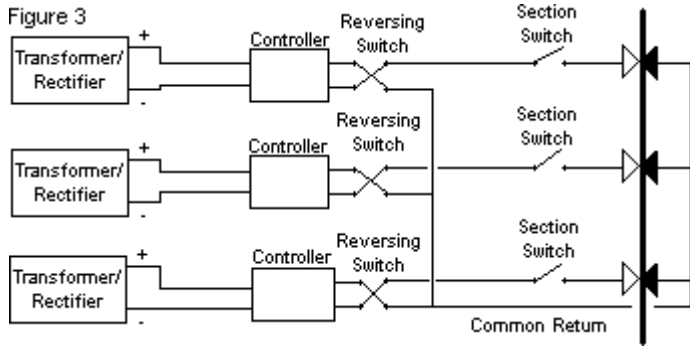 Figure 3
+
Transformer/
Rectifier
-
Controller
Reversing
Switch
Section
Switch
+
Transformer/
Rectifier
-
Controller
Reversing
Switch
Section
Switch
+
Transformer/
Rectifier
-
Controller
Reversing
Switch
Section
Switch
Common Return